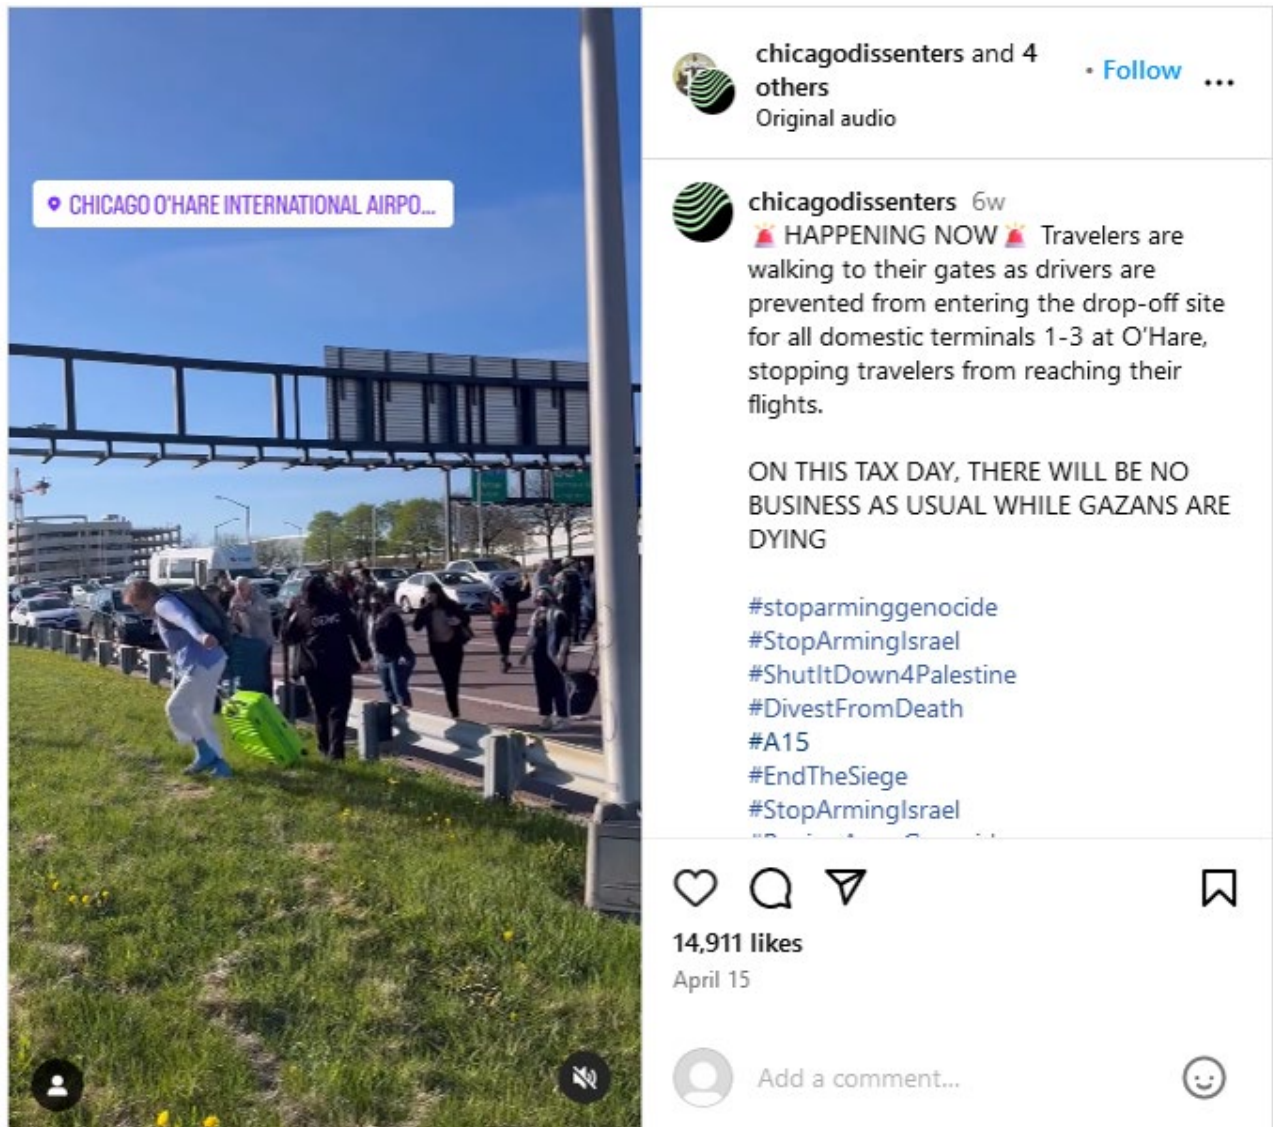 CHICAGO O'HARE INTERNATIONAL AIRPO...
chicagodissenters and 4
others
• Follow
Original audio
chicagodissenters 6w
🚨 HAPPENING NOW 🚨 Travelers are
walking to their gates as drivers are
prevented from entering the drop-off site
for all domestic terminals 1-3 at O'Hare,
stopping travelers from reaching their
flights.
ON THIS TAX DAY, THERE WILL BE NO
BUSINESS AS USUAL WHILE GAZANS ARE
DYING
#stoparminggenocide
#StopArmingIsrael
#ShutItDown4Palestine
#DivestFromDeath
#A15
#EndTheSiege
#StopArmingIsrael
14,911 likes
April 15
Add a comment...